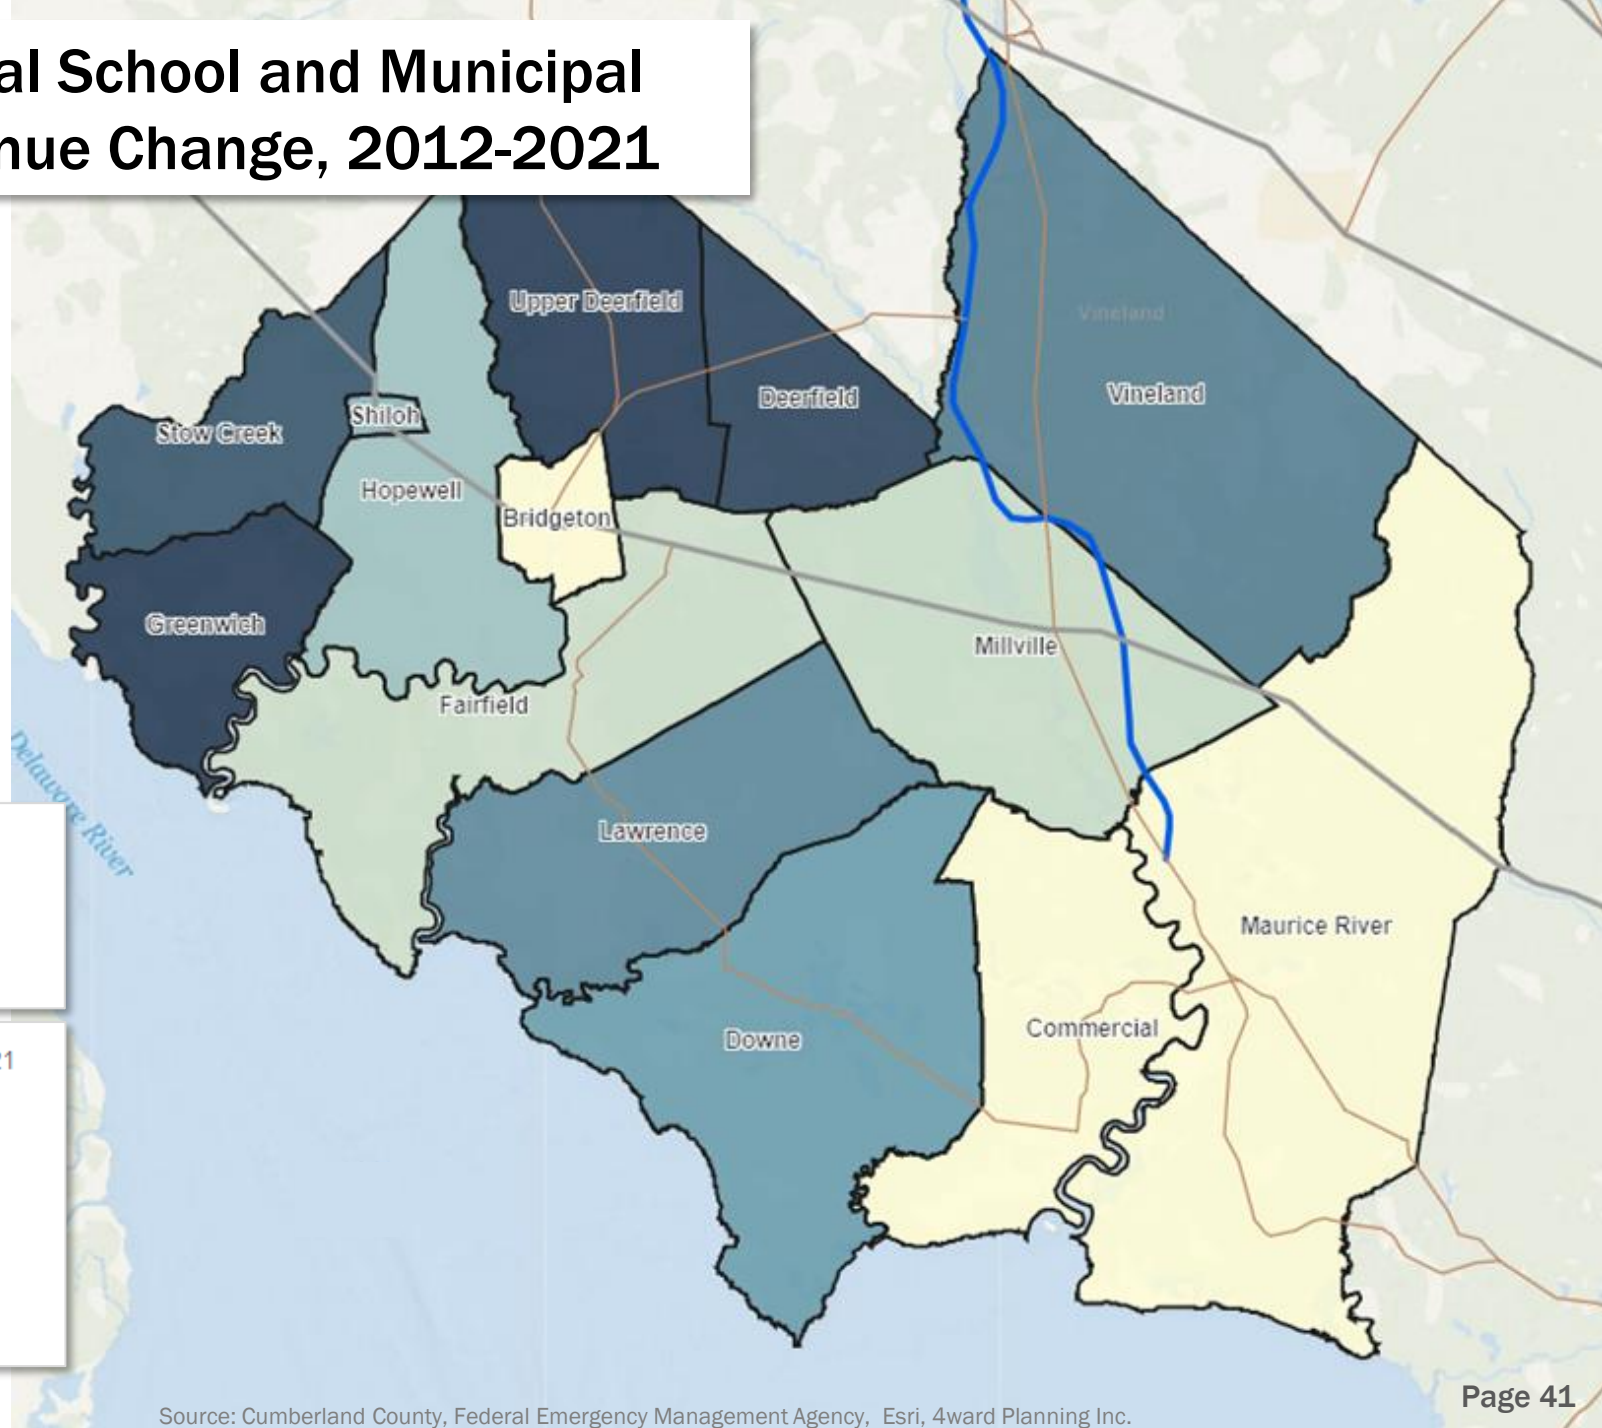 al School and Municipal
nue Change, 2012-2021
Upper Deerfield
Vineland
Deerfield
Vineland
Shiloh
Stow Creek
Hopewell
Bridgeton
Greenwich
Millville
Fairfield
Delaware River
Lawrence
Maurice River
Commercial
Downe
21
Page 41
Source: Cumberland County, Federal Emergency Management Agency, Esri, 4ward Planning Inc.